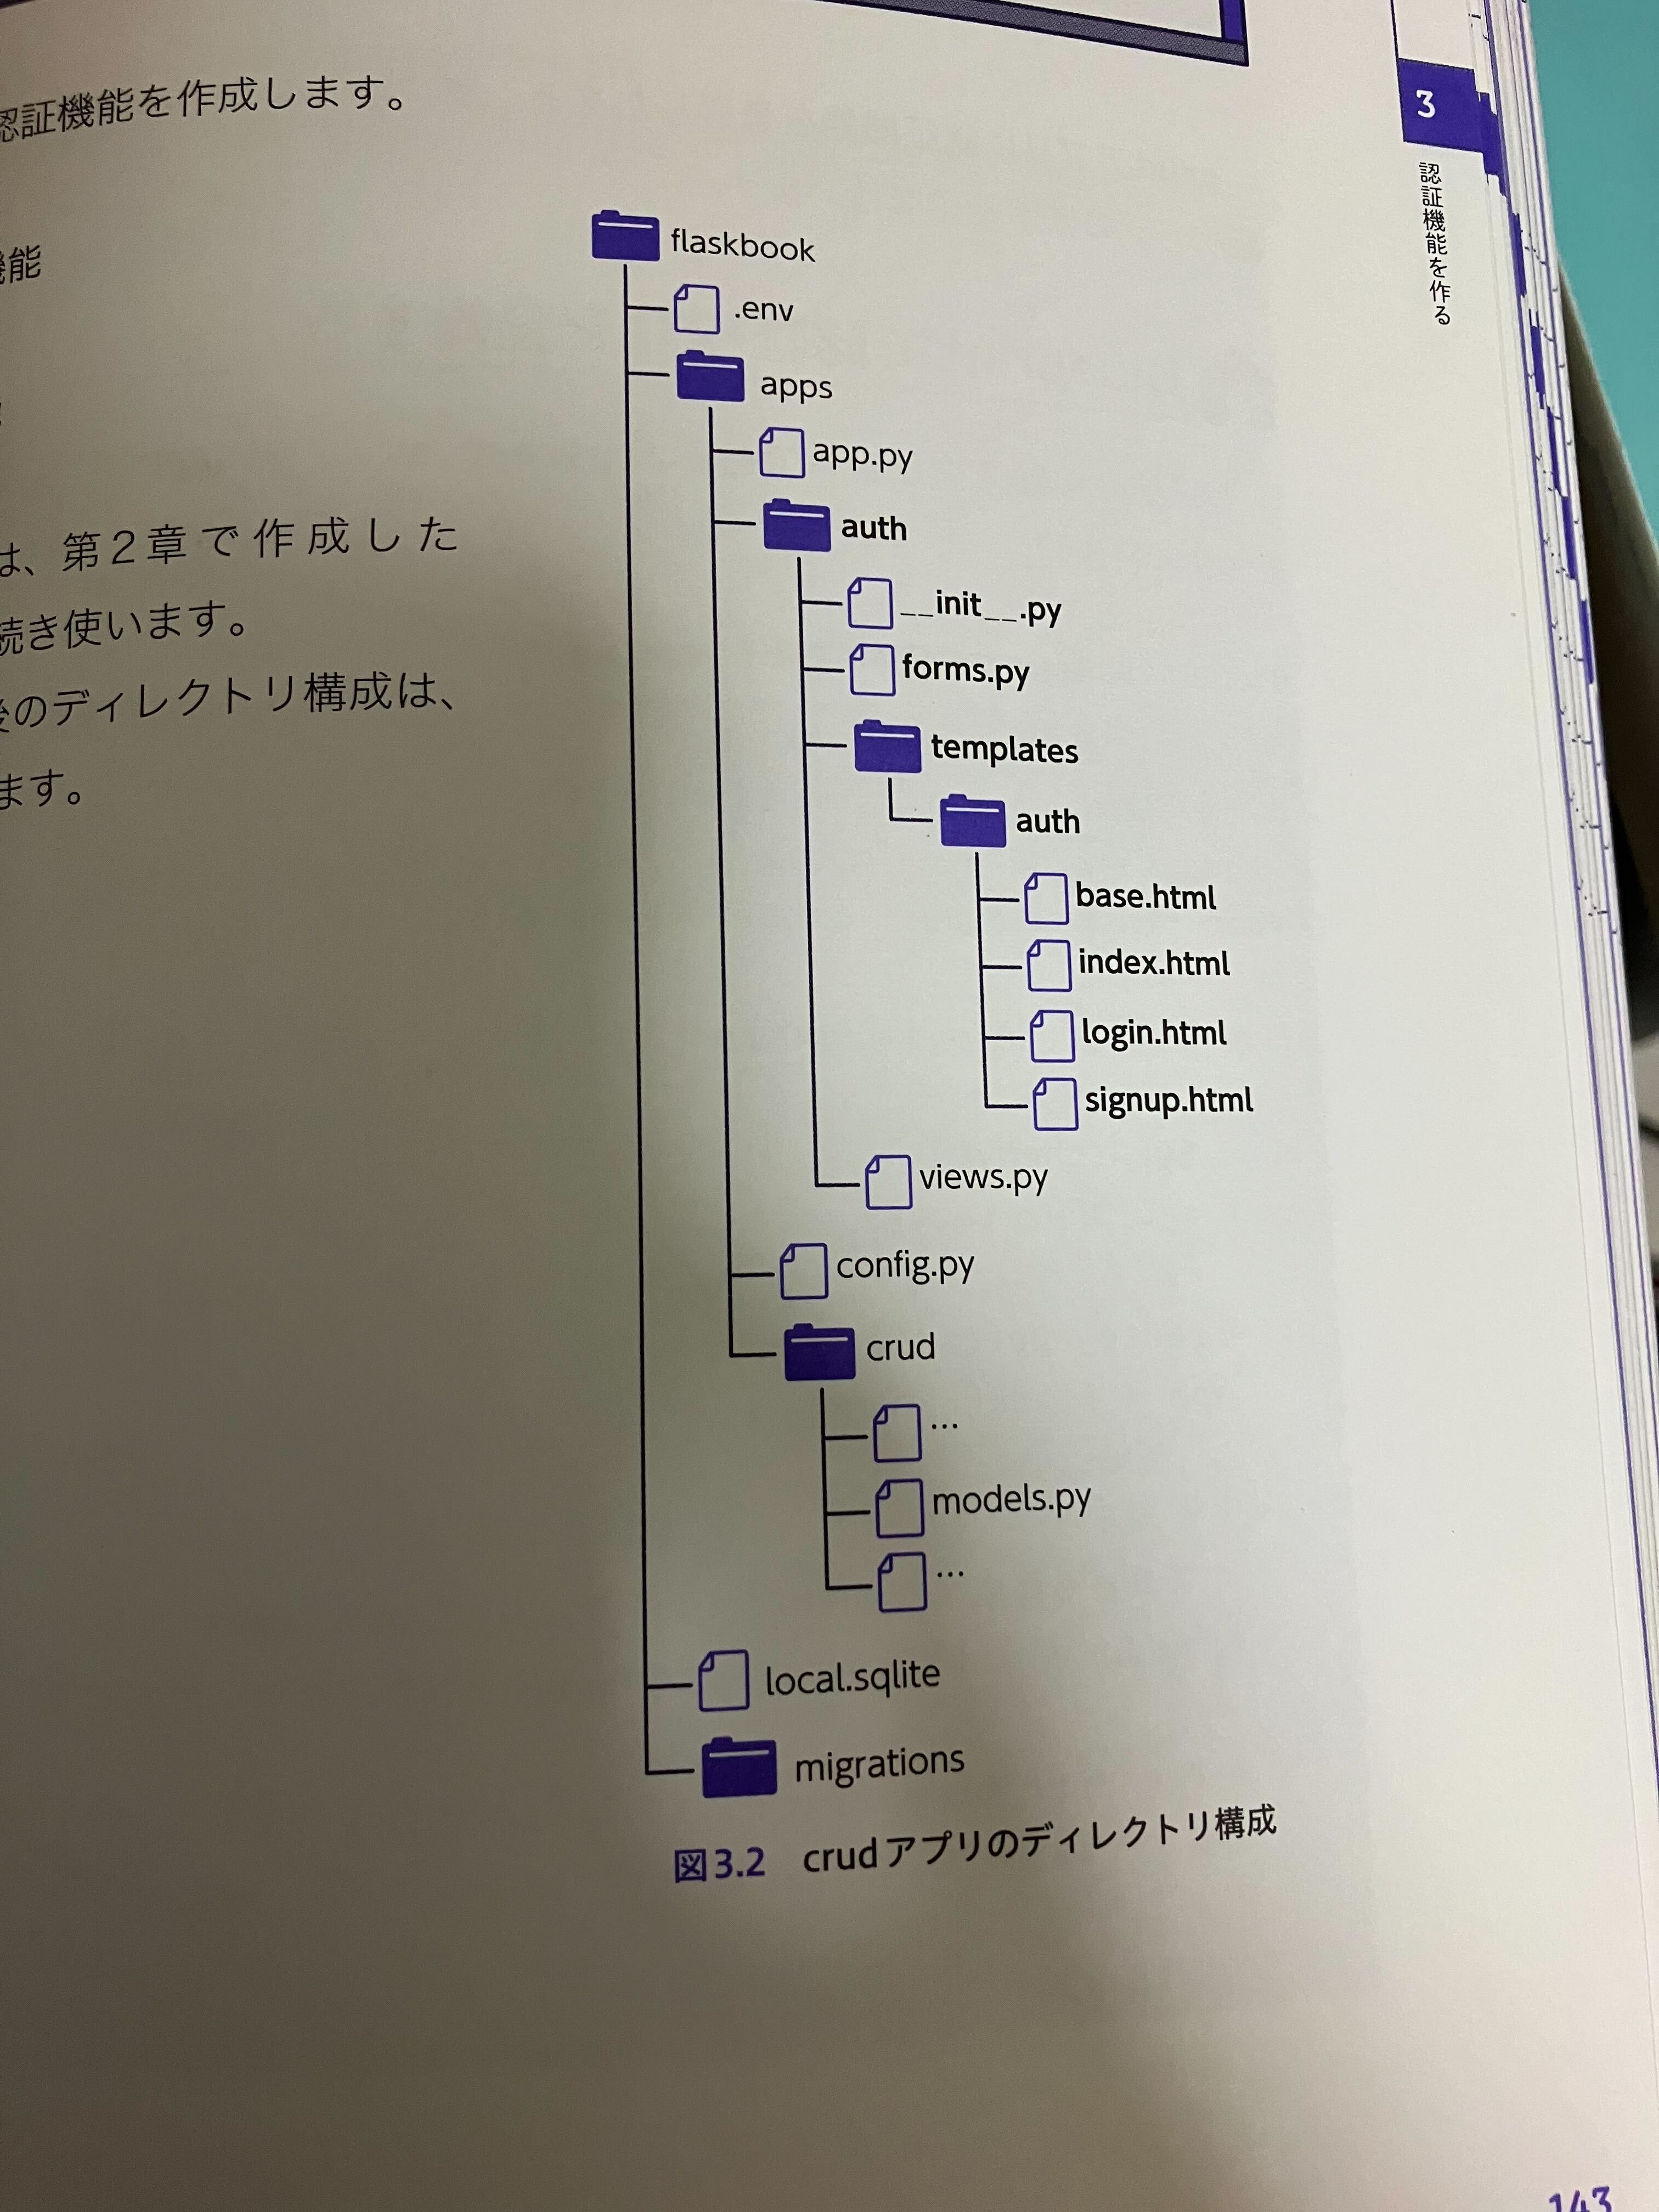 認証機能を作成します。
機能
は、第2章で作成した
続き使います。
後のディレクトリ構成は、
ます。
flaskbook
.env
apps
app.py
auth
__init__.py
forms.py
templates
auth
base.html
index.html
login.html
signup.html
views.py
config.py
crud
...
models.py
...
local.sqlite
migrations
図3.2 crudアプリのディレクトリ構成
3
認証機能を作る
143